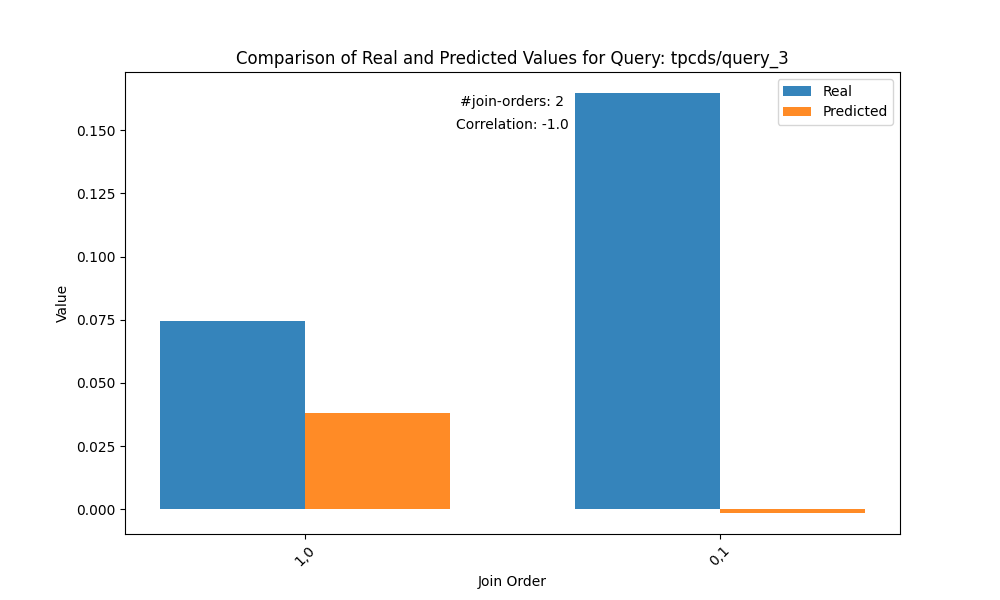 Comparison of Real and Predicted Values for Query: tpcds/query_3
#join-orders: 2
Correlation: -1.0
Real
Predicted
0.150
0.125
0.100
0.075
0.050
0.025
0.000
Value
1,0
0,1
Join Order